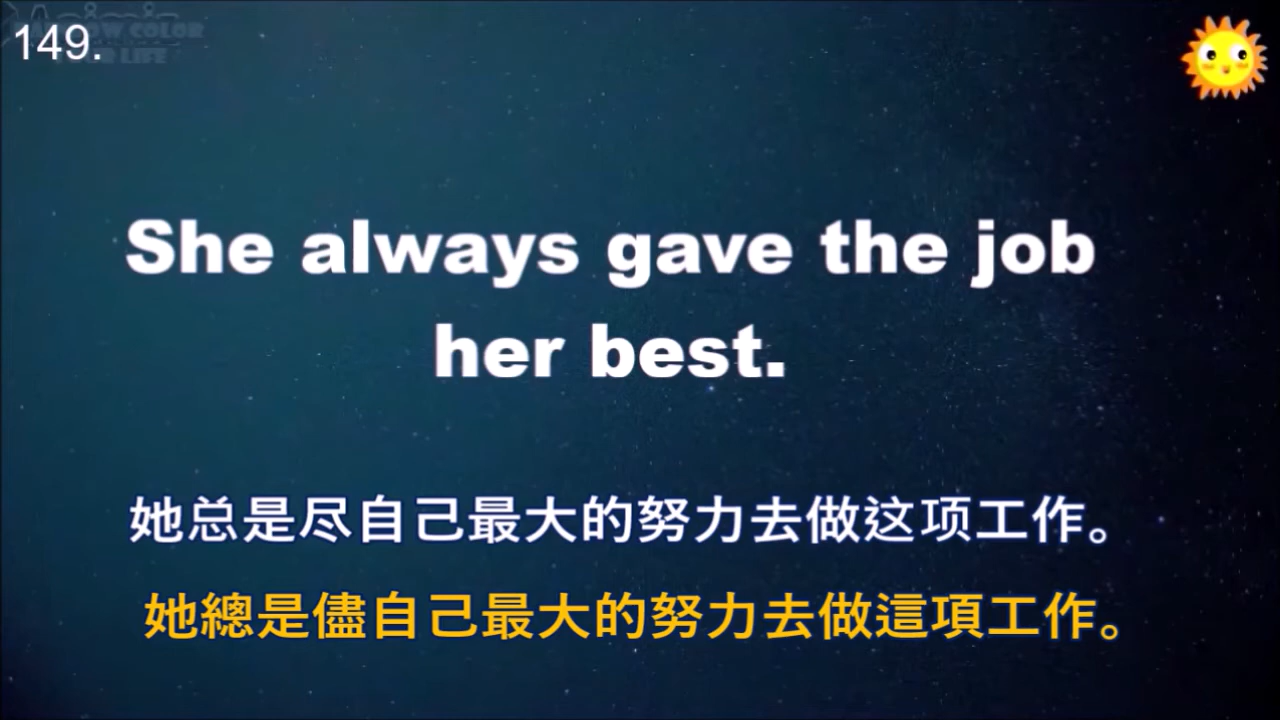 149.
She always gave the job
her best.
她总是尽自己最大的努力去做这项工作。
她總是儘自己最大的努力去做這項工作。